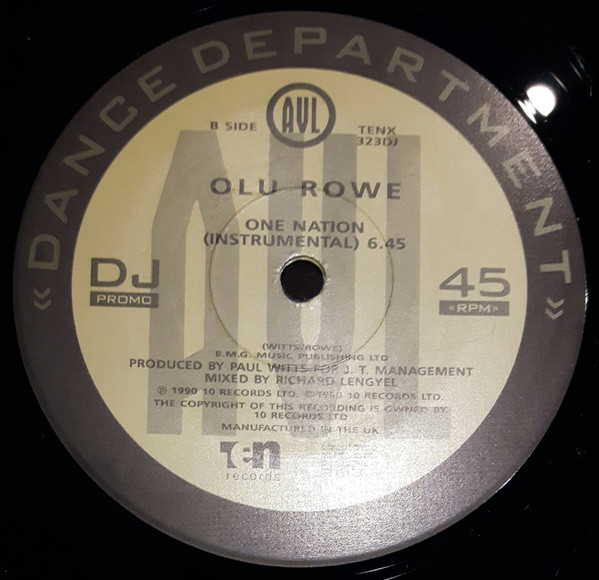 «DANCE DEPARTMENT»
AVL
B SIDE
TENX
323DJ
OLU ROWE
ONE NATION
(INSTRUMENTAL) 6.45
DJ
PROMO
45
«RPM»
(WITTS/ROWE)
B.M.G. MUSIC PUBLISHING LTD
PRODUCED BY PAUL WITTS FOR J. T. MANAGEMENT
MIXED BY RICHARD LENGYEL
℗ 1990 10 RECORDS LTD. © 1990 10 RECORDS LTD.
THE COPYRIGHT OF THIS RECORDING IS OWNED BY
10 RECORDS LTD
MANUFACTURED IN THE UK
Ten
records